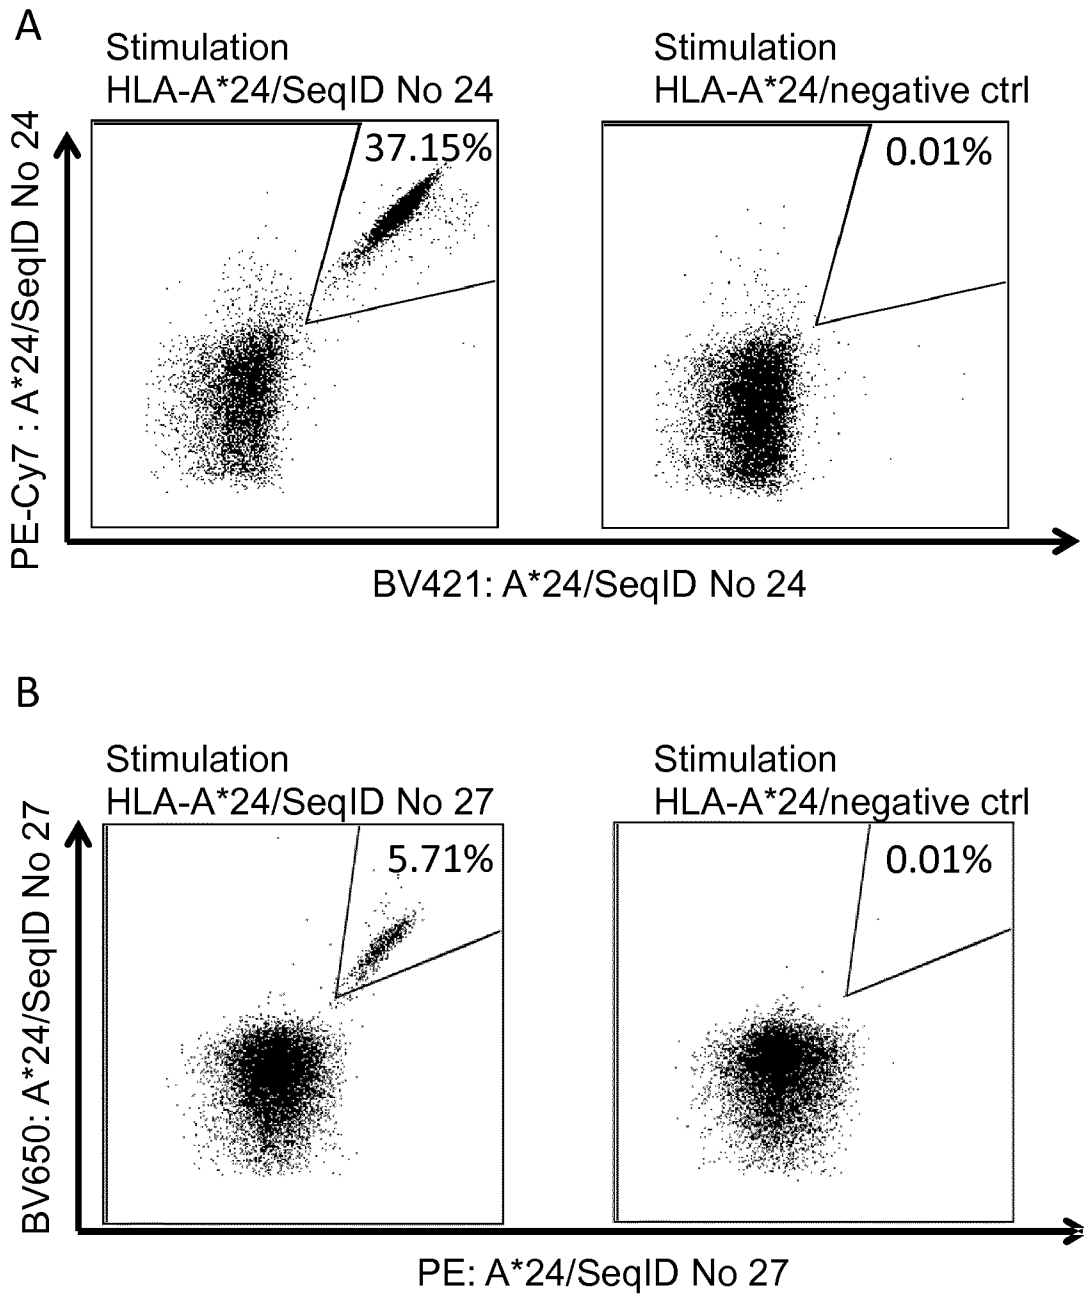 A
Stimulation
HLA-A*24/SeqID No 24
Stimulation
HLA-A*24/negative ctrl
PE-Cy7 : A*24/SeqID No 24
37.15%
0.01%
BV421: A*24/SeqID No 24
B
Stimulation
HLA-A*24/SeqID No 27
Stimulation
HLA-A*24/negative ctrl
BV650: A*24/SeqID No 27
5.71%
0.01%
PE: A*24/SeqID No 27